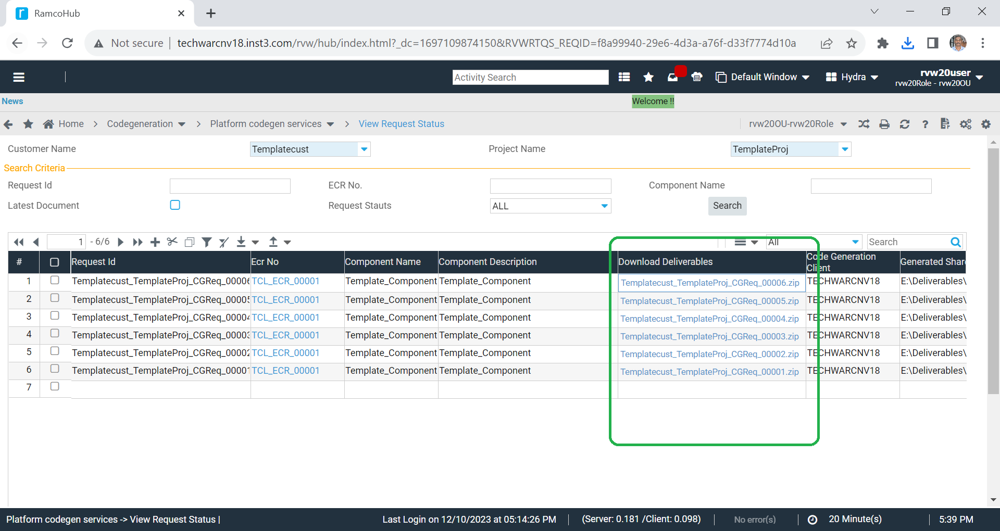 RamcoHub
Not secure techwarcnv18.inst3.com/rvw/hub/index.html?_dc=1697109874150&RVWRTQS_REQID=f8a99940-29e6-4d3a-a76f-d33f7774d10a
Activity Search Default Window Hydra rvw20user
rvw20Role - rvw20OU
News Welcome !!
Home > Codegeneration > Platform codegen services > View Request Status rvw20OU-rvw20Role
Customer Name Templatecust Project Name TemplateProj
Search Criteria
Request Id ECR No. Component Name
Latest Document Request Stauts ALL Search
1 - 6/6 All Search
# Request Id Ecr No Component Name Component Description Download Deliverables Code Generation Client Generated Shar
1 Templatecust_TemplateProj_CGReq_00006 TCL_ECR_00001 Template_Component Template_Component Templatecust_TemplateProj_CGReq_00006.zip TECHWARCNV18 E:\Deliverables\
2 Templatecust_TemplateProj_CGReq_00005 TCL_ECR_00001 Template_Component Template_Component Templatecust_TemplateProj_CGReq_00005.zip TECHWARCNV18 E:\Deliverables\
3 Templatecust_TemplateProj_CGReq_00004 TCL_ECR_00001 Template_Component Template_Component Templatecust_TemplateProj_CGReq_00004.zip TECHWARCNV18 E:\Deliverables\
4 Templatecust_TemplateProj_CGReq_00003 TCL_ECR_00001 Template_Component Template_Component Templatecust_TemplateProj_CGReq_00003.zip TECHWARCNV18 E:\Deliverables\
5 Templatecust_TemplateProj_CGReq_00002 TCL_ECR_00001 Template_Component Template_Component Templatecust_TemplateProj_CGReq_00002.zip TECHWARCNV18 E:\Deliverables\
6 Templatecust_TemplateProj_CGReq_00001 TCL_ECR_00001 Template_Component Template_Component Templatecust_TemplateProj_CGReq_00001.zip TECHWARCNV18 E:\Deliverables\
7
Platform codegen services -> View Request Status | Last Login on 12/10/2023 at 05:14:26 PM (Server: 0.181 /Client: 0.098) No error(s) 20 Minute(s) 5:39 PM